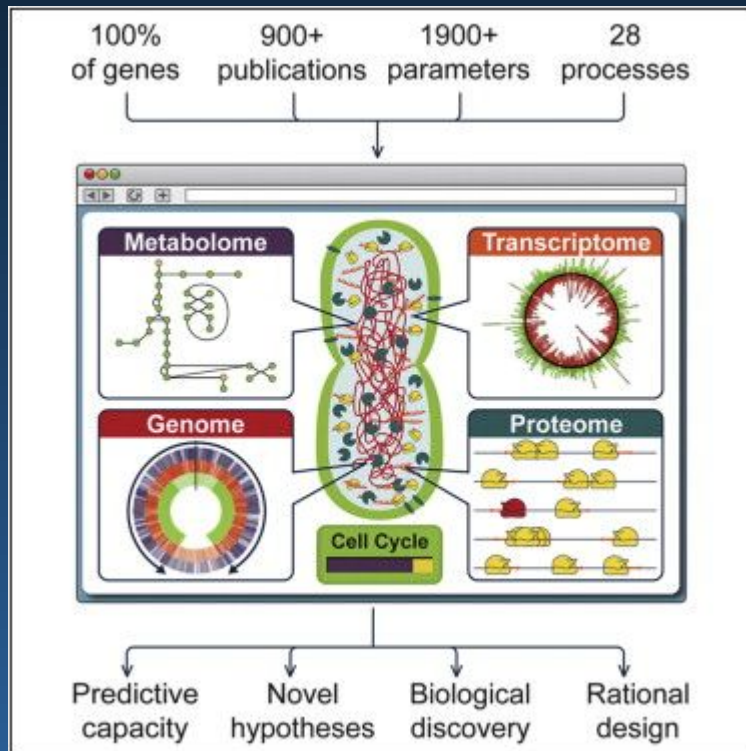 100%
of genes
900+
publications
1900+
parameters
28
processes
Metabolome
Transcriptome
Genome
Proteome
Cell Cycle
Predictive
capacity
Novel
hypotheses
Biological
discovery
Rational
design